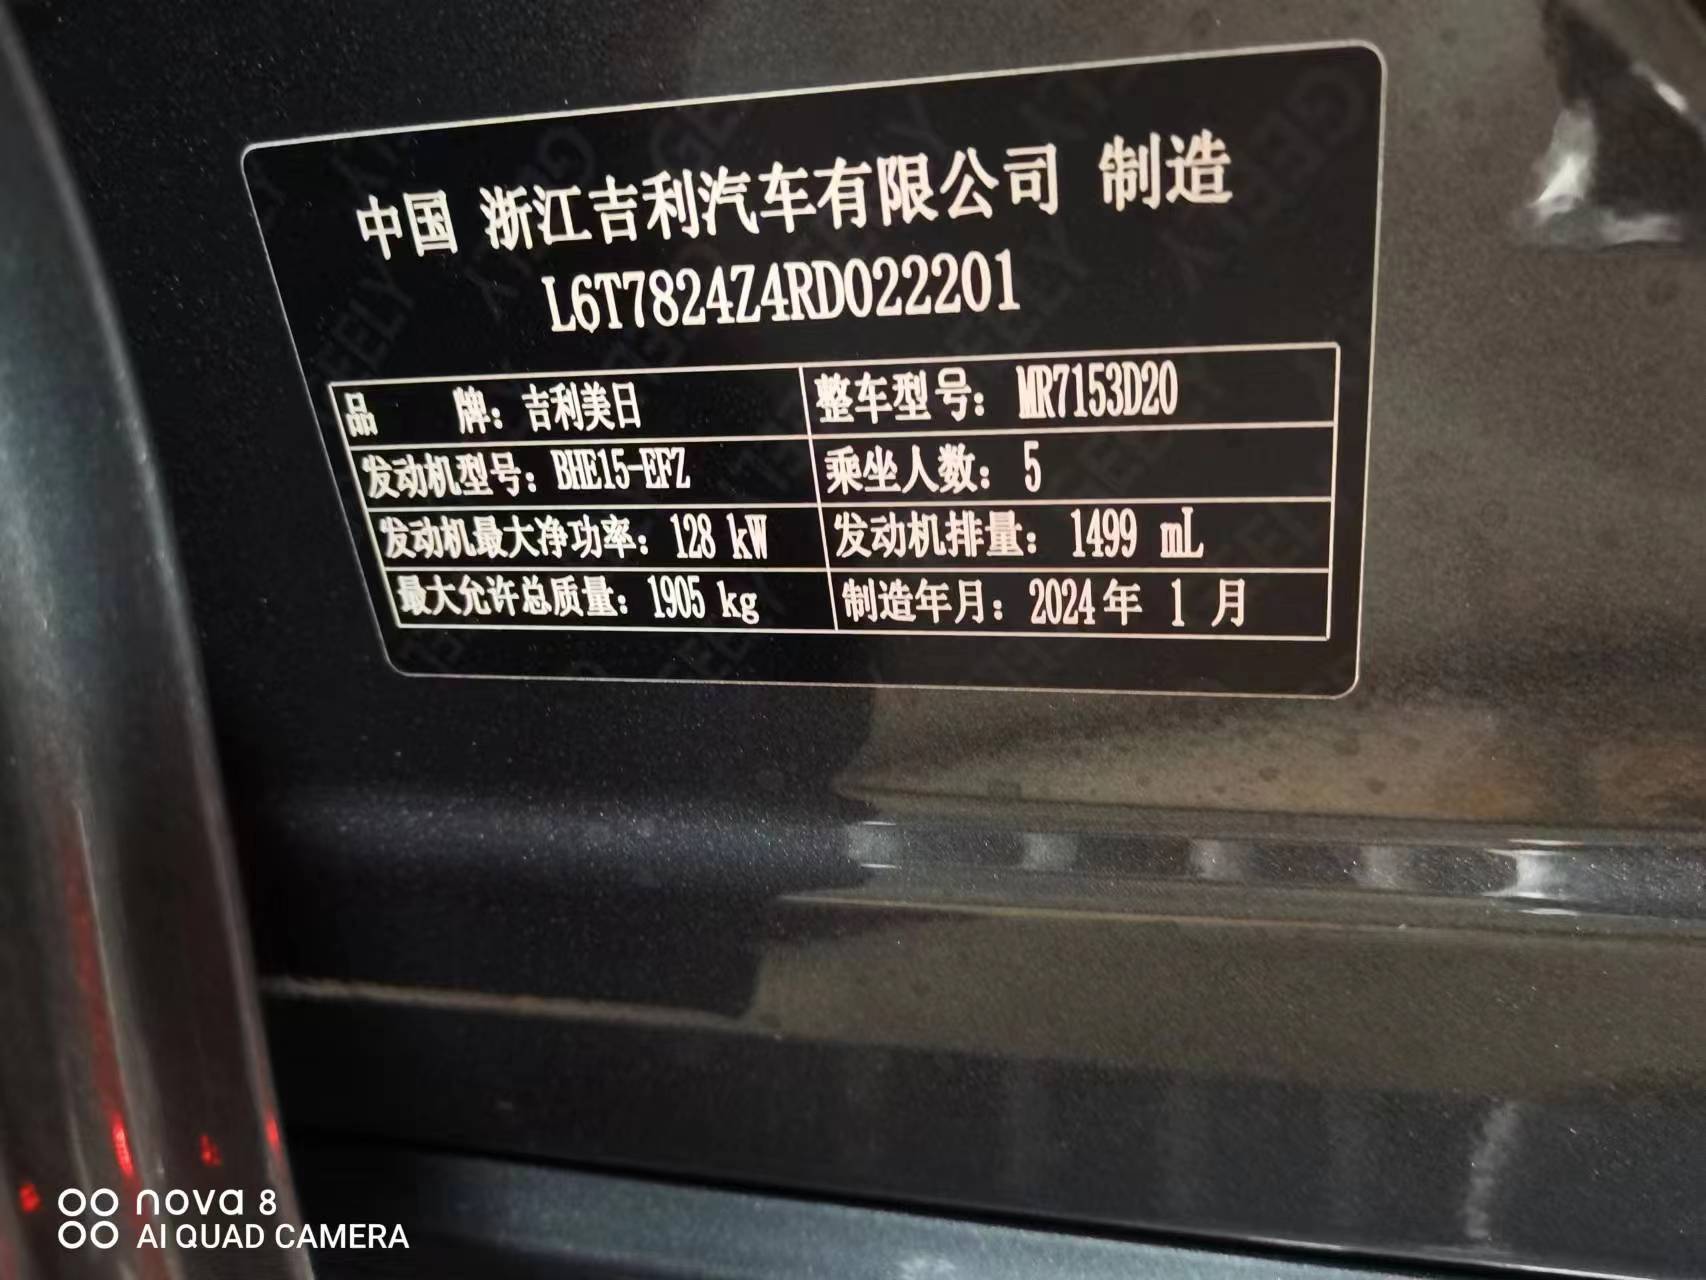 中国 浙江吉利汽车有限公司 制造
L6T7824Z4RD022201
品 牌：吉利美日 整车型号：MR7153D20
发动机型号：BHE15-EFZ 乘坐人数：5
发动机最大净功率：128 kW 发动机排量：1499 mL
最大允许总质量：1905 kg 制造年月：2024年 1 月
nova 8
AI QUAD CAMERA